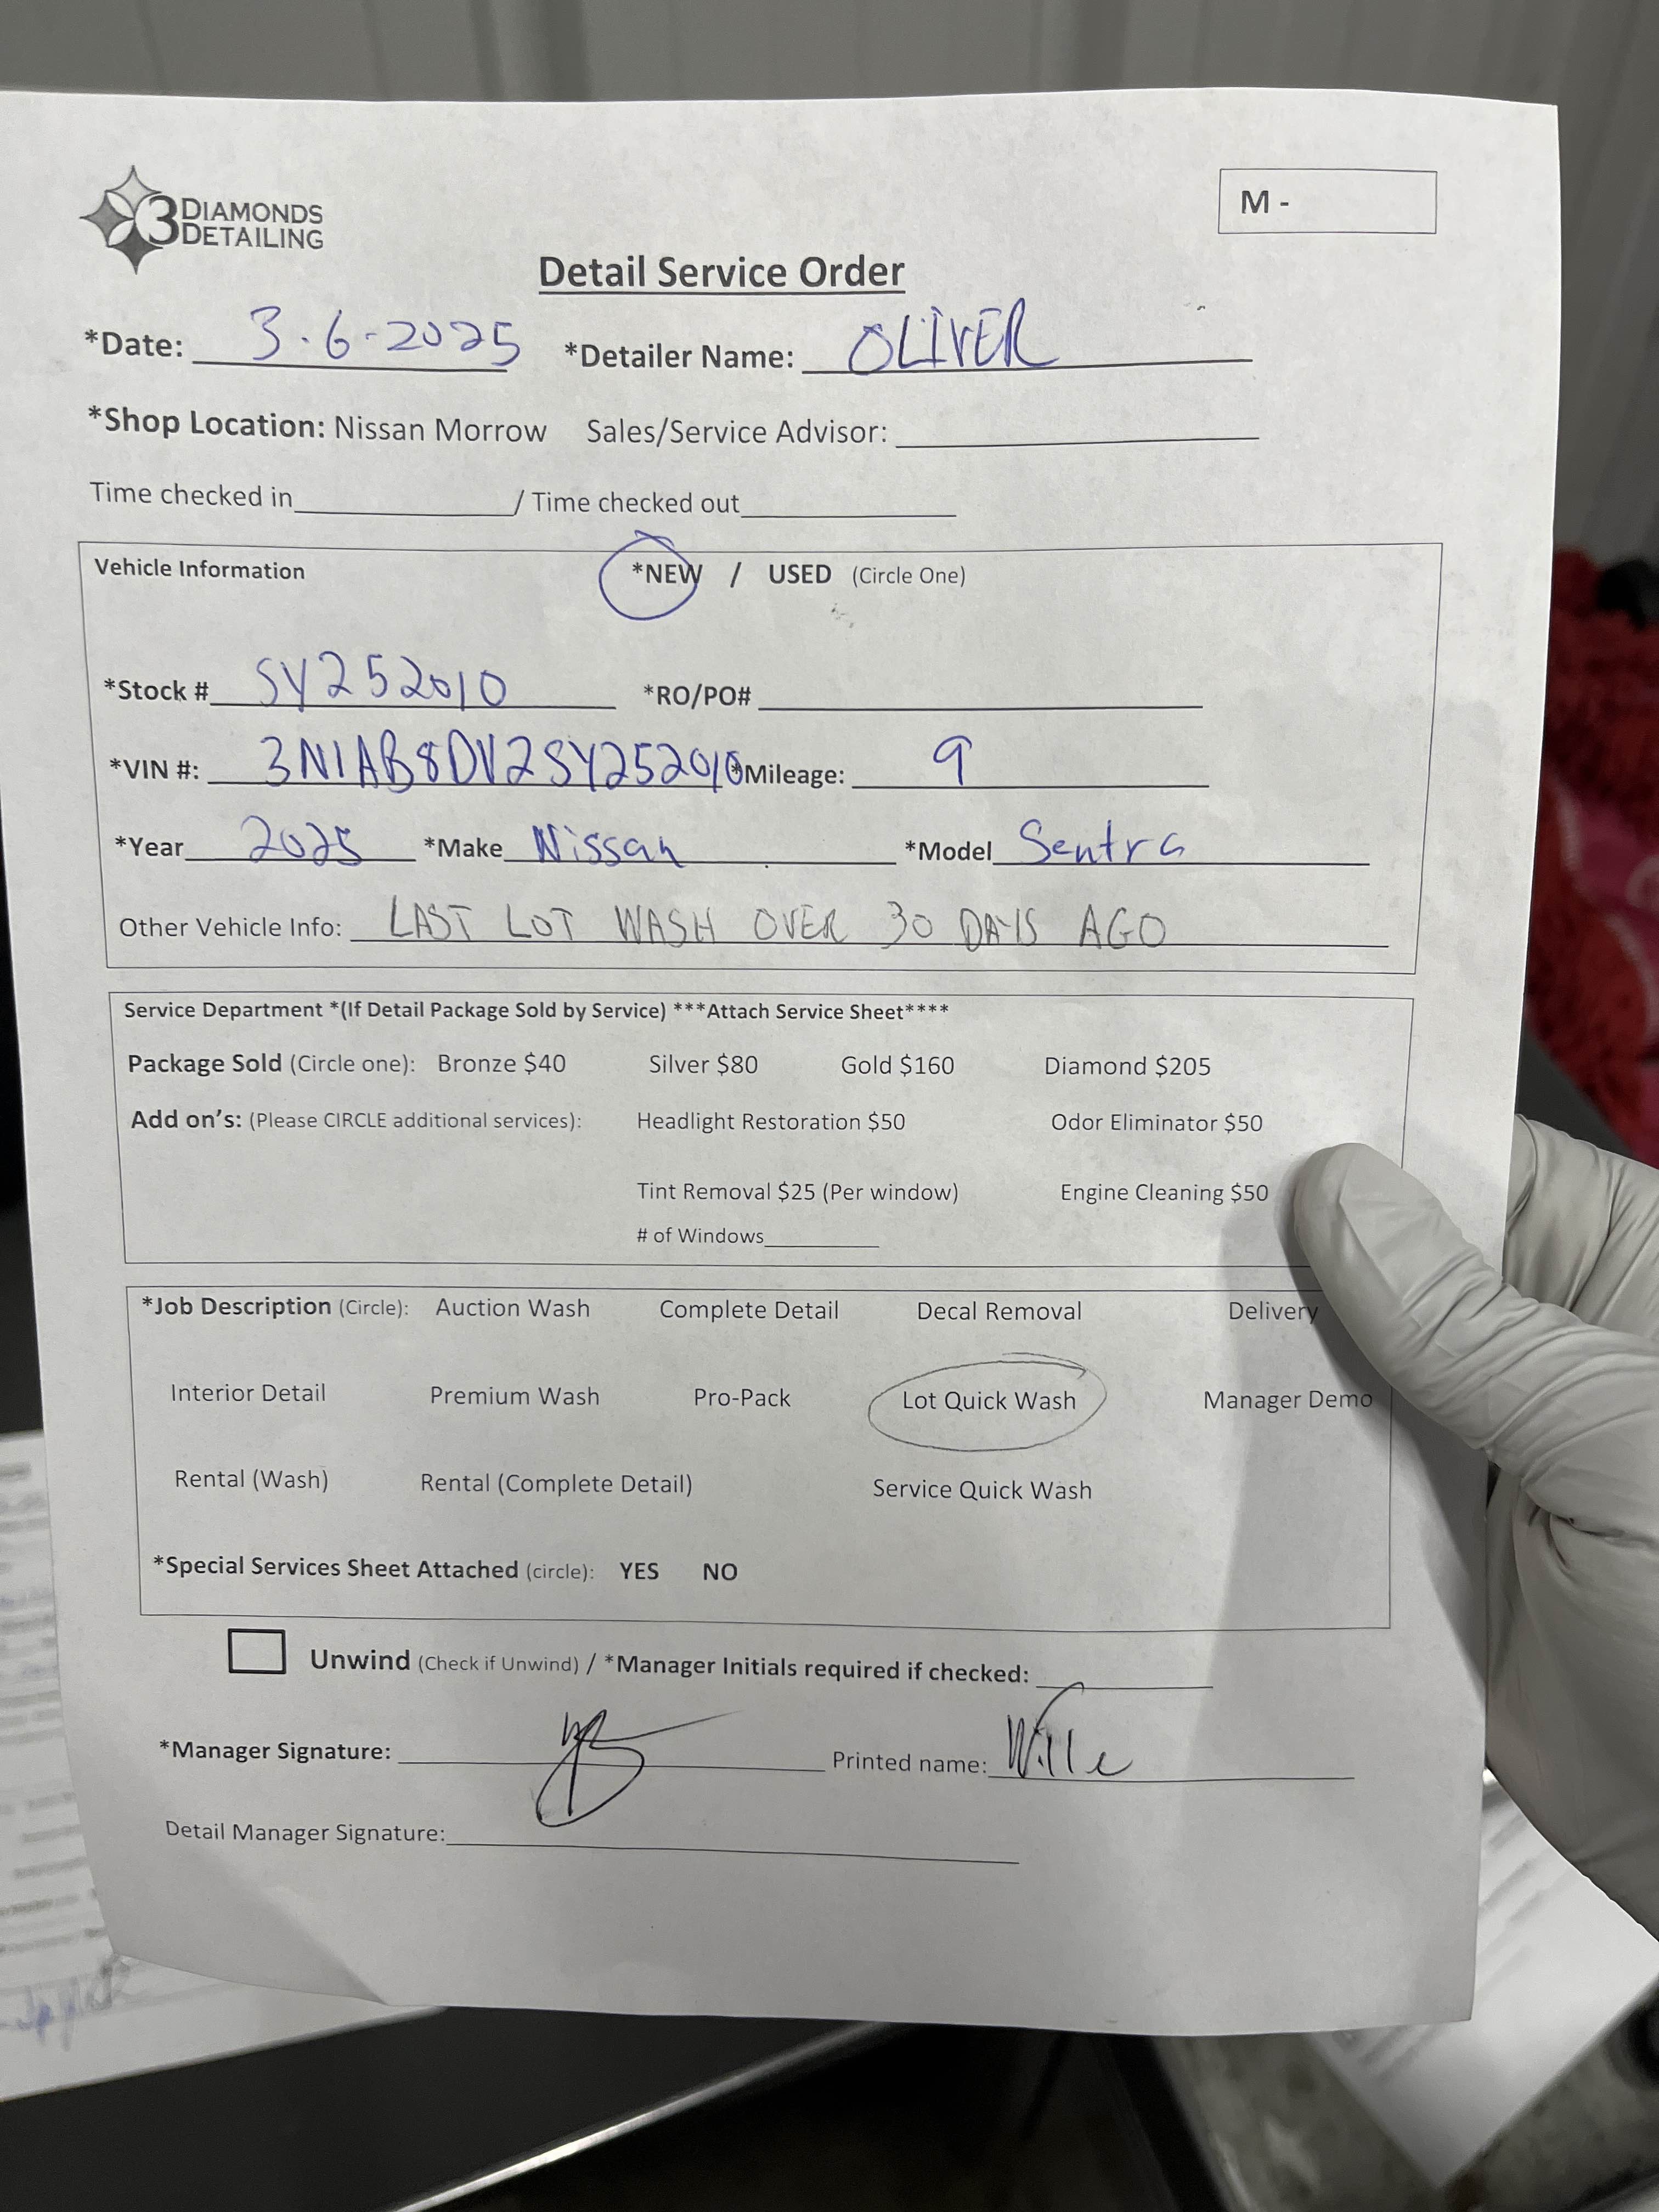 3 DIAMONDS
DETAILING
M -
Detail Service Order
*Date: 3-6-2025 *Detailer Name: OLIVER
*Shop Location: Nissan Morrow Sales/Service Advisor:
Time checked in / Time checked out
Vehicle Information *NEW / USED (Circle One)
*Stock # SY252010 *RO/PO#
*VIN #: 3N1AB8DV2SY252010 *Mileage: 9
*Year 2025 *Make Nissan *Model Sentra
Other Vehicle Info: LAST LOT WASH OVER 30 DAYS AGO
Service Department *(If Detail Package Sold by Service) ***Attach Service Sheet****
Package Sold (Circle one): Bronze $40 Silver $80 Gold $160 Diamond $205
Add on's: (Please CIRCLE additional services): Headlight Restoration $50 Odor Eliminator $50
Tint Removal $25 (Per window) Engine Cleaning $50
# of Windows
*Job Description (Circle): Auction Wash Complete Detail Decal Removal Delivery
Interior Detail Premium Wash Pro-Pack Lot Quick Wash Manager Demo
Rental (Wash) Rental (Complete Detail) Service Quick Wash
*Special Services Sheet Attached (circle): YES NO
Unwind (Check if Unwind) / *Manager Initials required if checked:
*Manager Signature: Printed name: Wille
Detail Manager Signature: